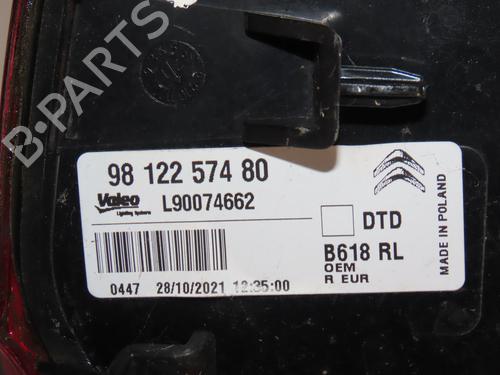 B-PARTS
98 122 574 80
Valeo
Lighting Systems
L90074662
DTD
B618 RL
OEM
R EUR
0447 28/10/2021 12:35:00
MADE IN POLAND